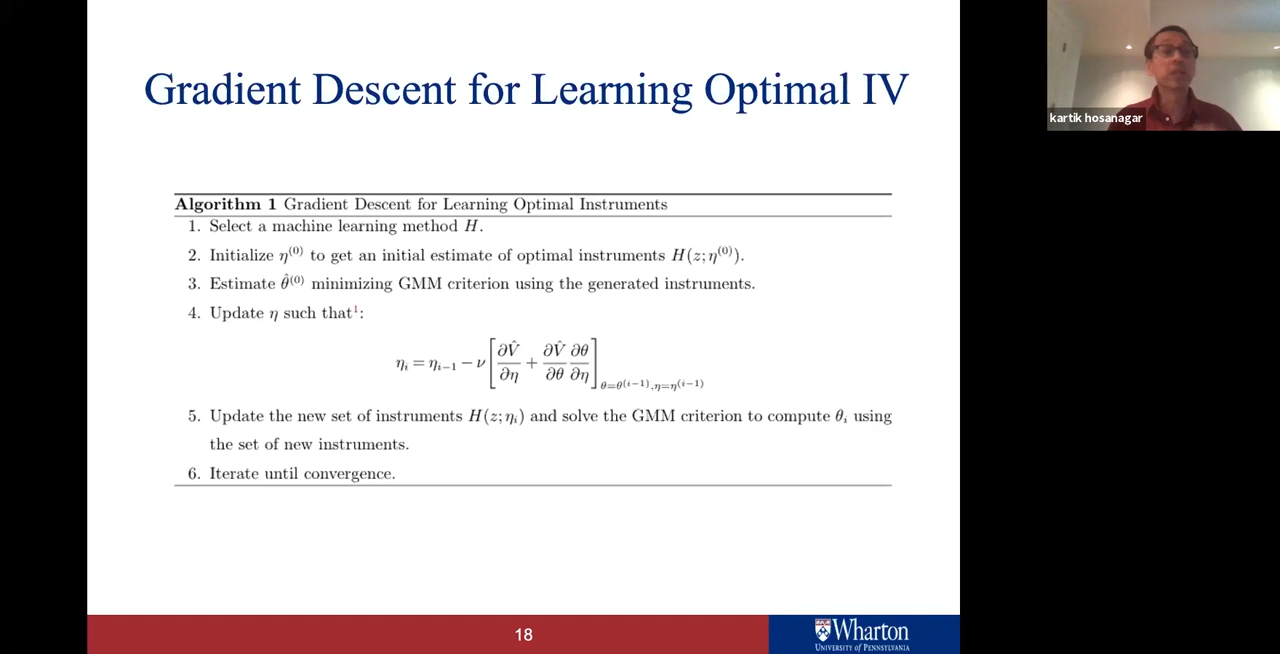 Gradient Descent for Learning Optimal IV
kartik hosanagar
Algorithm 1 Gradient Descent for Learning Optimal Instruments
1. Select a machine learning method H.
2. Initialize η⁽⁰⁾ to get an initial estimate of optimal instruments H(z; η⁽⁰⁾).
3. Estimate θ̂⁽⁰⁾ minimizing GMM criterion using the generated instruments.
4. Update η such that¹:
ηᵢ = ηᵢ₋₁ − ν [∂V̂/∂η + ∂V̂/∂θ ∂θ/∂η] θ=θ⁽ⁱ⁻¹⁾,η=η⁽ⁱ⁻¹⁾
5. Update the new set of instruments H(z; ηᵢ) and solve the GMM criterion to compute θᵢ using
the set of new instruments.
6. Iterate until convergence.
18
Wharton
UNIVERSITY of PENNSYLVANIA